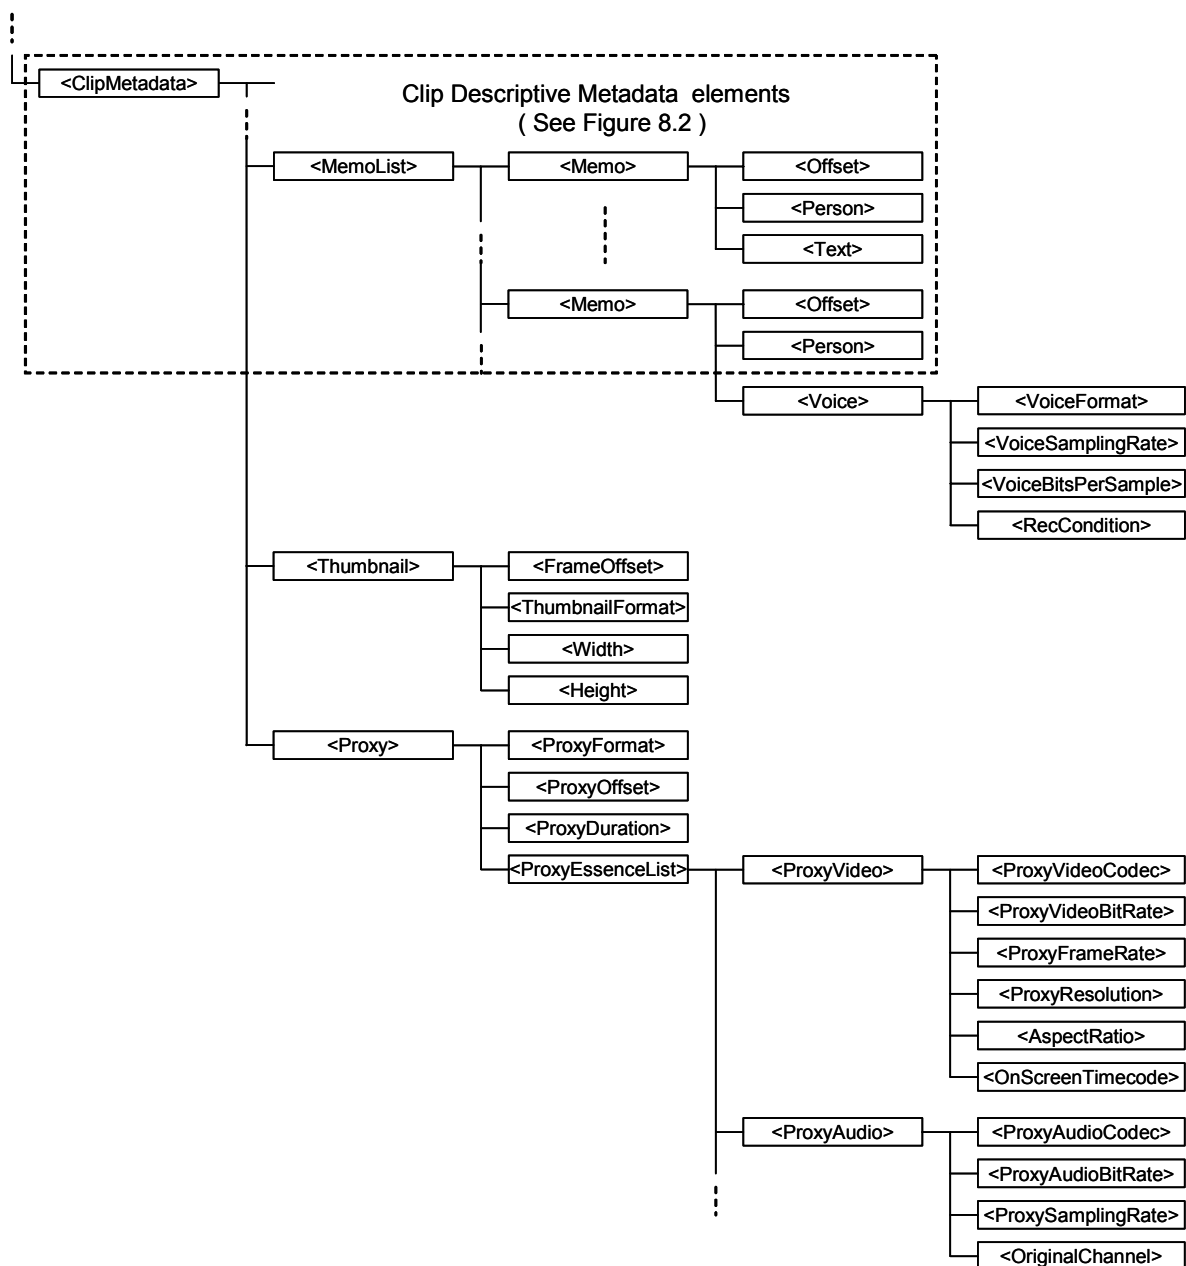 <ClipMetadata>
Clip Descriptive Metadata elements
( See Figure 8.2 )
<MemoList>
<Memo>
<Offset>
<Person>
<Text>
<Memo>
<Offset>
<Person>
<Voice>
<VoiceFormat>
<VoiceSamplingRate>
<VoiceBitsPerSample>
<RecCondition>
<Thumbnail>
<FrameOffset>
<ThumbnailFormat>
<Width>
<Height>
<Proxy>
<ProxyFormat>
<ProxyOffset>
<ProxyDuration>
<ProxyEssenceList>
<ProxyVideo>
<ProxyVideoCodec>
<ProxyVideoBitRate>
<ProxyFrameRate>
<ProxyResolution>
<AspectRatio>
<OnScreenTimecode>
<ProxyAudio>
<ProxyAudioCodec>
<ProxyAudioBitRate>
<ProxySamplingRate>
<OriginalChannel>